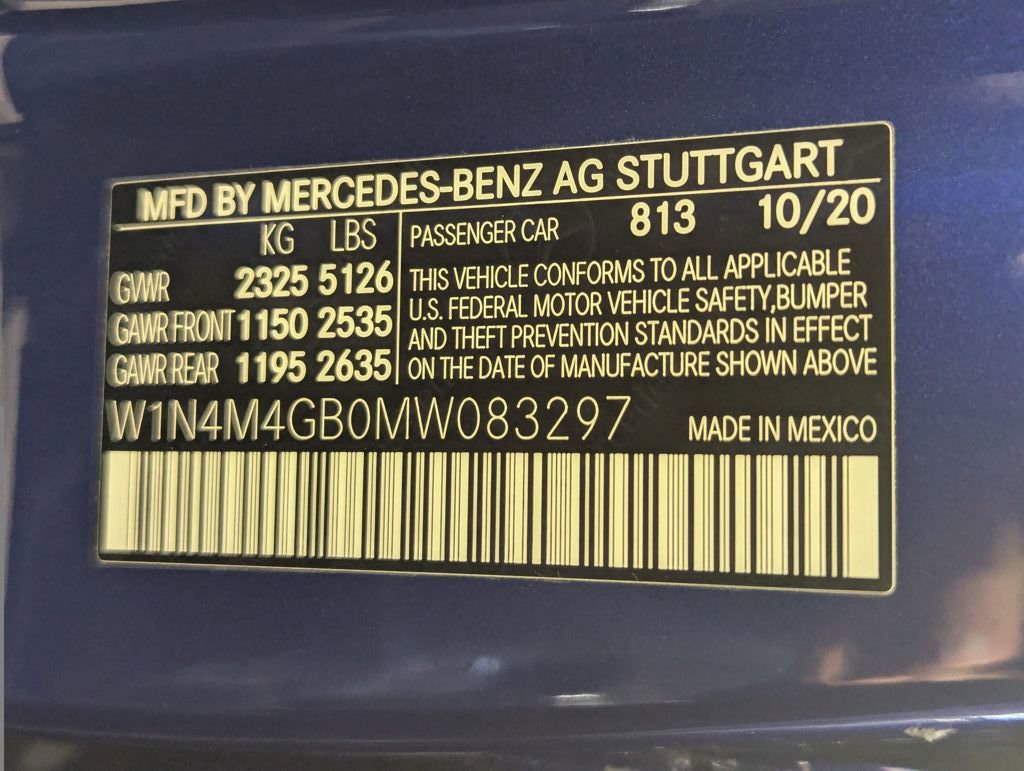 MFD BY MERCEDES-BENZ AG STUTTGART
KG LBS
GVWR 2325 5126
GAWR FRONT 1150 2535
GAWR REAR 1195 2635
PASSENGER CAR 813 10/20
THIS VEHICLE CONFORMS TO ALL APPLICABLE
U.S. FEDERAL MOTOR VEHICLE SAFETY,BUMPER
AND THEFT PREVENTION STANDARDS IN EFFECT
ON THE DATE OF MANUFACTURE SHOWN ABOVE
W1N4M4GB0MW083297 MADE IN MEXICO